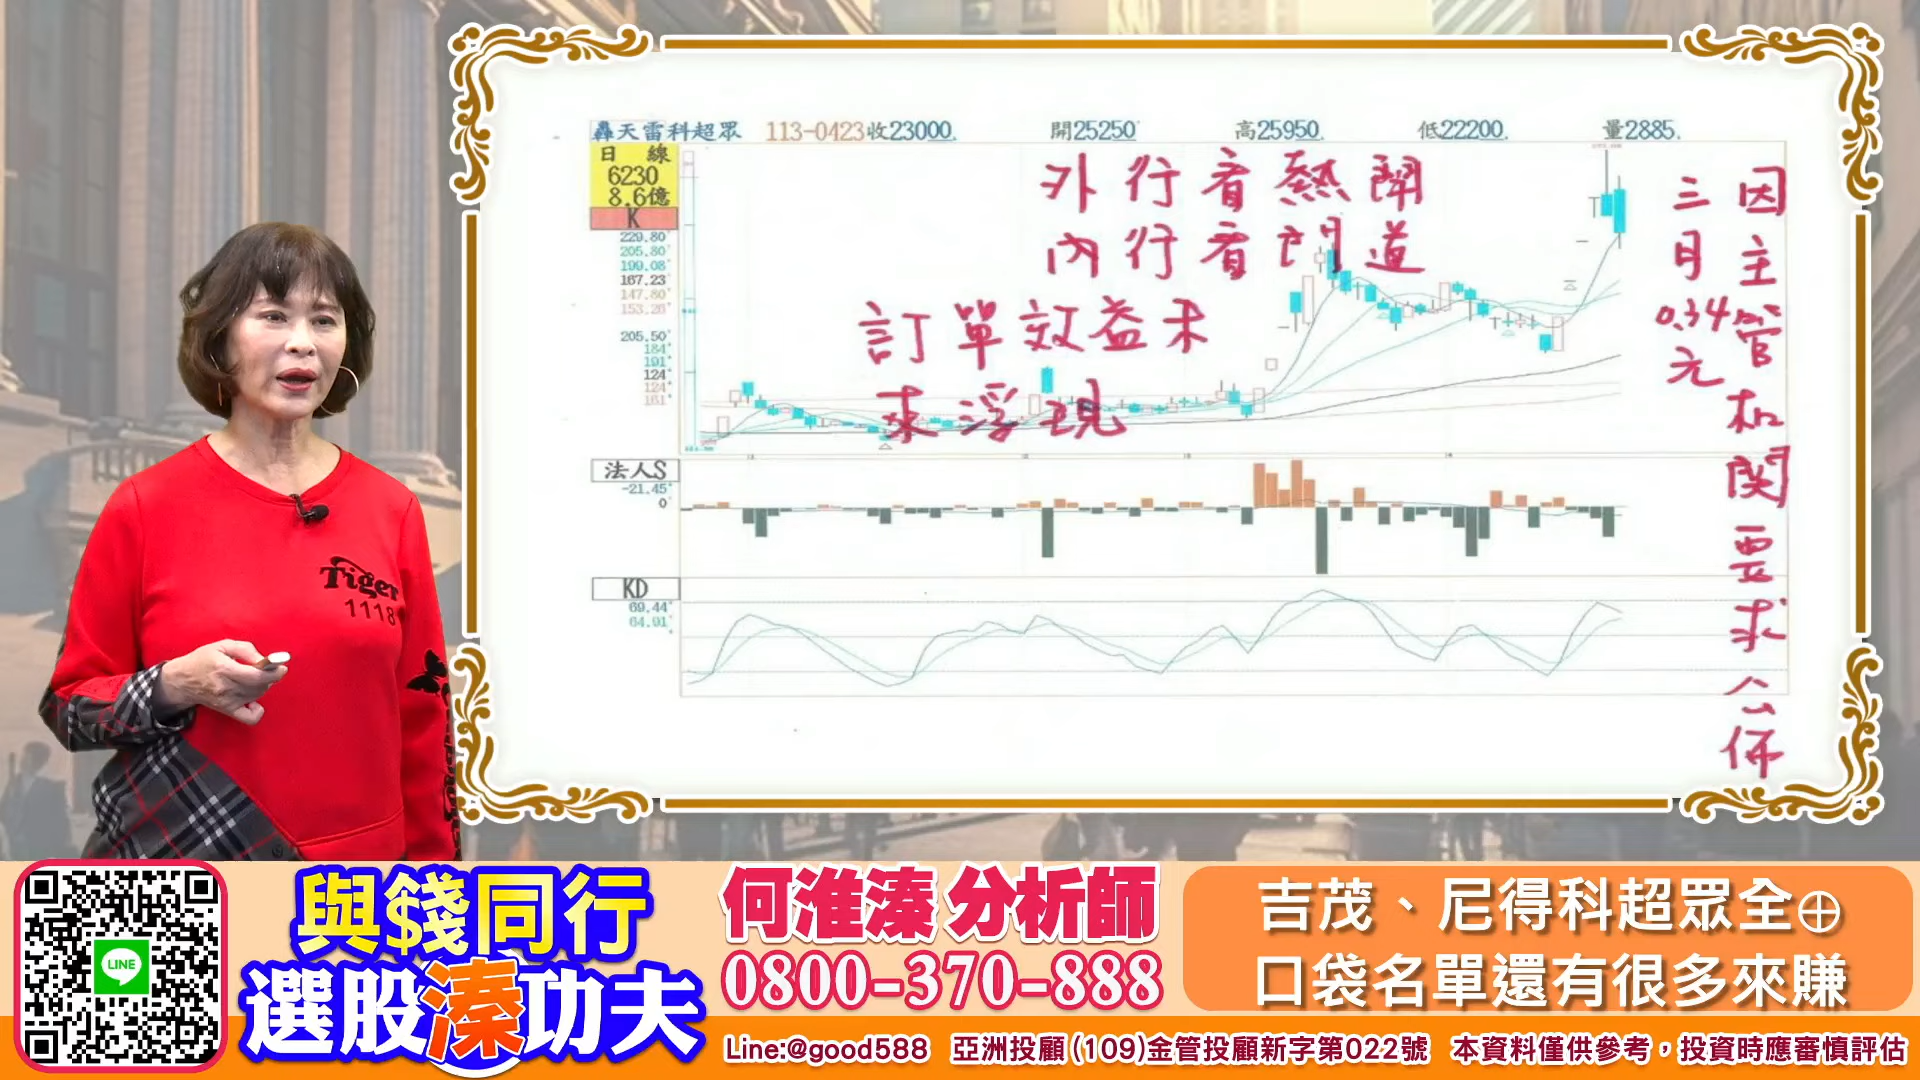 轟天雷科超眾 113-0423收23000. 開25250 高25950. 低22200. 量2885.
日 線
6230
8.6億
K
229.80
205.80
199.08
167.23
147.80
153.26
205.50
184
191
124
124
161
外行看熱鬧
內行看門道
訂單效益未
來浮現
因主管機関要求公佈
三月0.34元
法人S
-21.45
0
KD
69.44
64.91
Tiger
1118
LINE
與$錢同行
選股溱功夫
何淮溱 分析師
0800-370-888
吉茂、尼得科超眾全⊕
口袋名單還有很多來賺
Line:@good588 亞洲投顧 (109)金管投顧新字第022號 本資料僅供參考，投資時應審慎評估